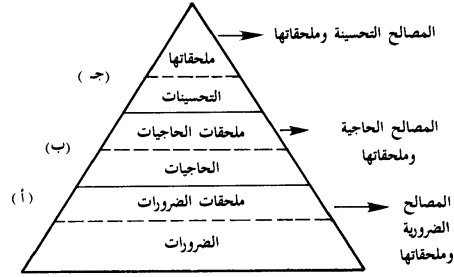 المصالح التحسينة وملحقاتها
ملحقاتها
(جـ)
التحسينات
ملحقات الحاجيات
المصالح الحاجية
وملحقاتها
(ب)
الحاجيات
(أ)
ملحقات الضرورات
المصالح
الضرورية
وملحقاتها
الضرورات